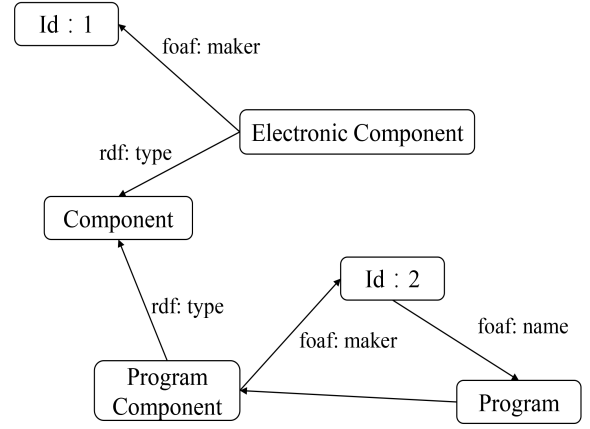 Id : 1
foaf: maker
Electronic Component
rdf: type
Component
Id : 2
rdf: type
foaf: name
foaf: maker
Program
Component
Program